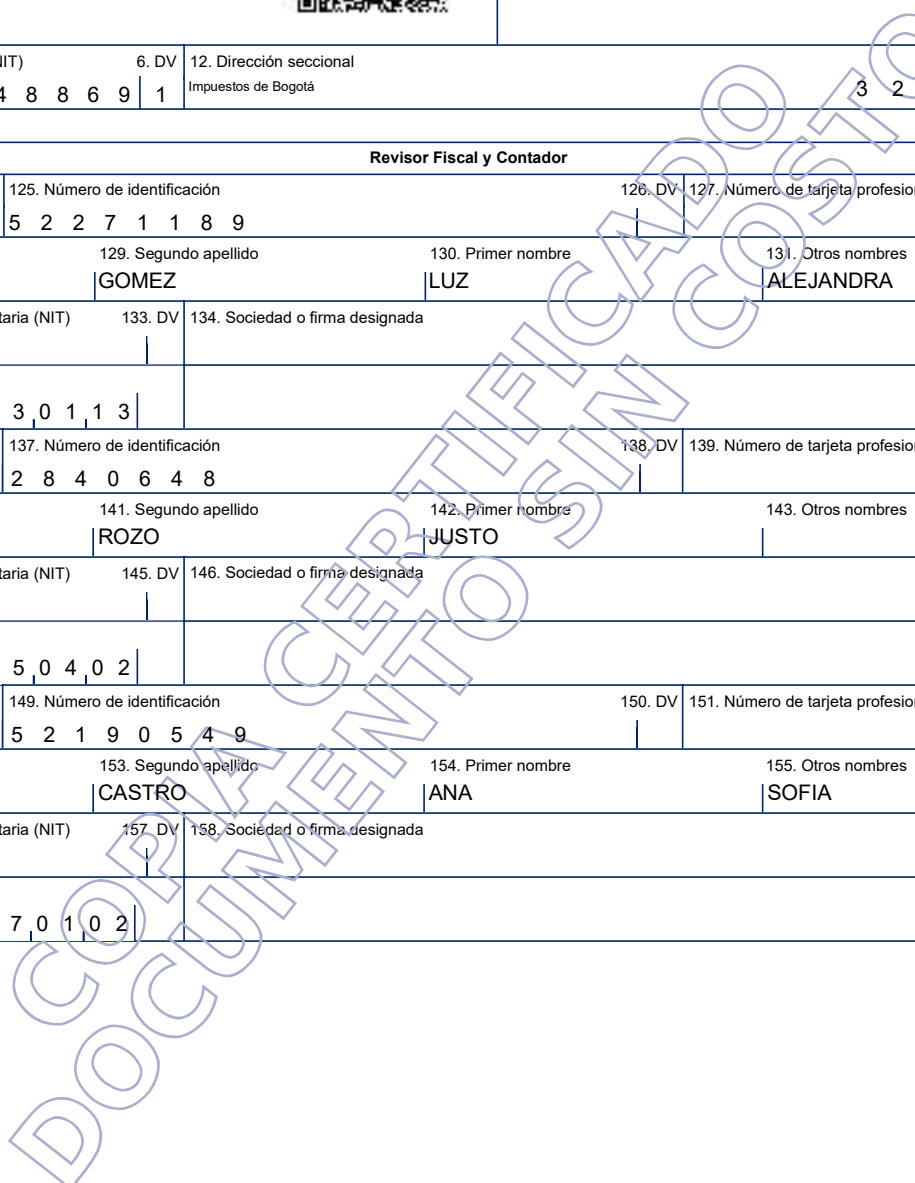 NIT) 6. DV 12. Dirección seccional
4 8 8 6 9 1 Impuestos de Bogotá 3 2
Revisor Fiscal y Contador
125. Número de identificación 126. DV 127. Número de tarjeta profesion
5 2 2 7 1 1 8 9
129. Segundo apellido 130. Primer nombre 131. Otros nombres
GOMEZ LUZ ALEJANDRA
taria (NIT) 133. DV 134. Sociedad o firma designada
3 0 1 1 3
137. Número de identificación 138. DV 139. Número de tarjeta profesion
2 8 4 0 6 4 8
141. Segundo apellido 142. Primer nombre 143. Otros nombres
ROZO JUSTO
taria (NIT) 145. DV 146. Sociedad o firma designada
5 0 4 0 2
149. Número de identificación 150. DV 151. Número de tarjeta profesion
5 2 1 9 0 5 4 9
153. Segundo apellido 154. Primer nombre 155. Otros nombres
CASTRO ANA SOFIA
taria (NIT) 157. DV 158. Sociedad o firma designada
7 0 1 0 2
COPIA CERTIFICADO
DOCUMENTO SIN COSTO